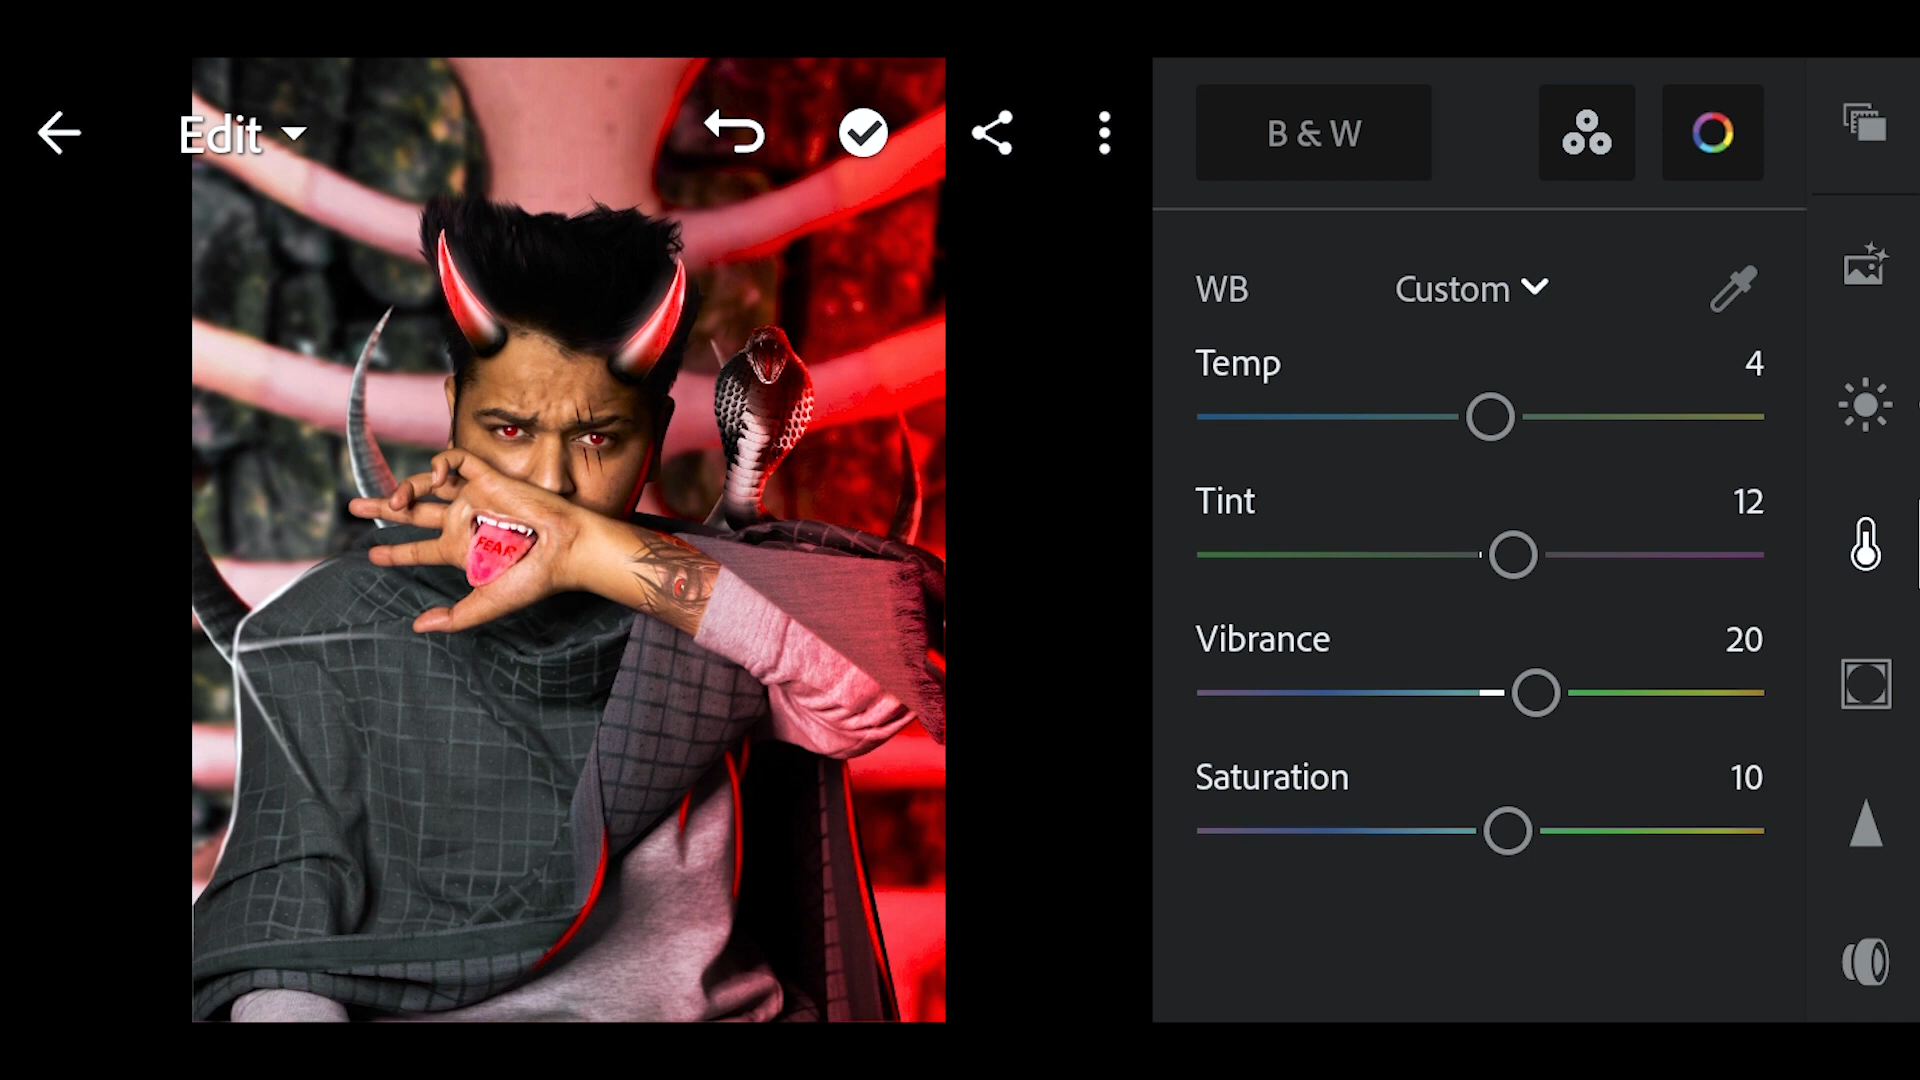 Edit
B & W
WB Custom
Temp 4
Tint 12
Vibrance 20
Saturation 10
FEAR